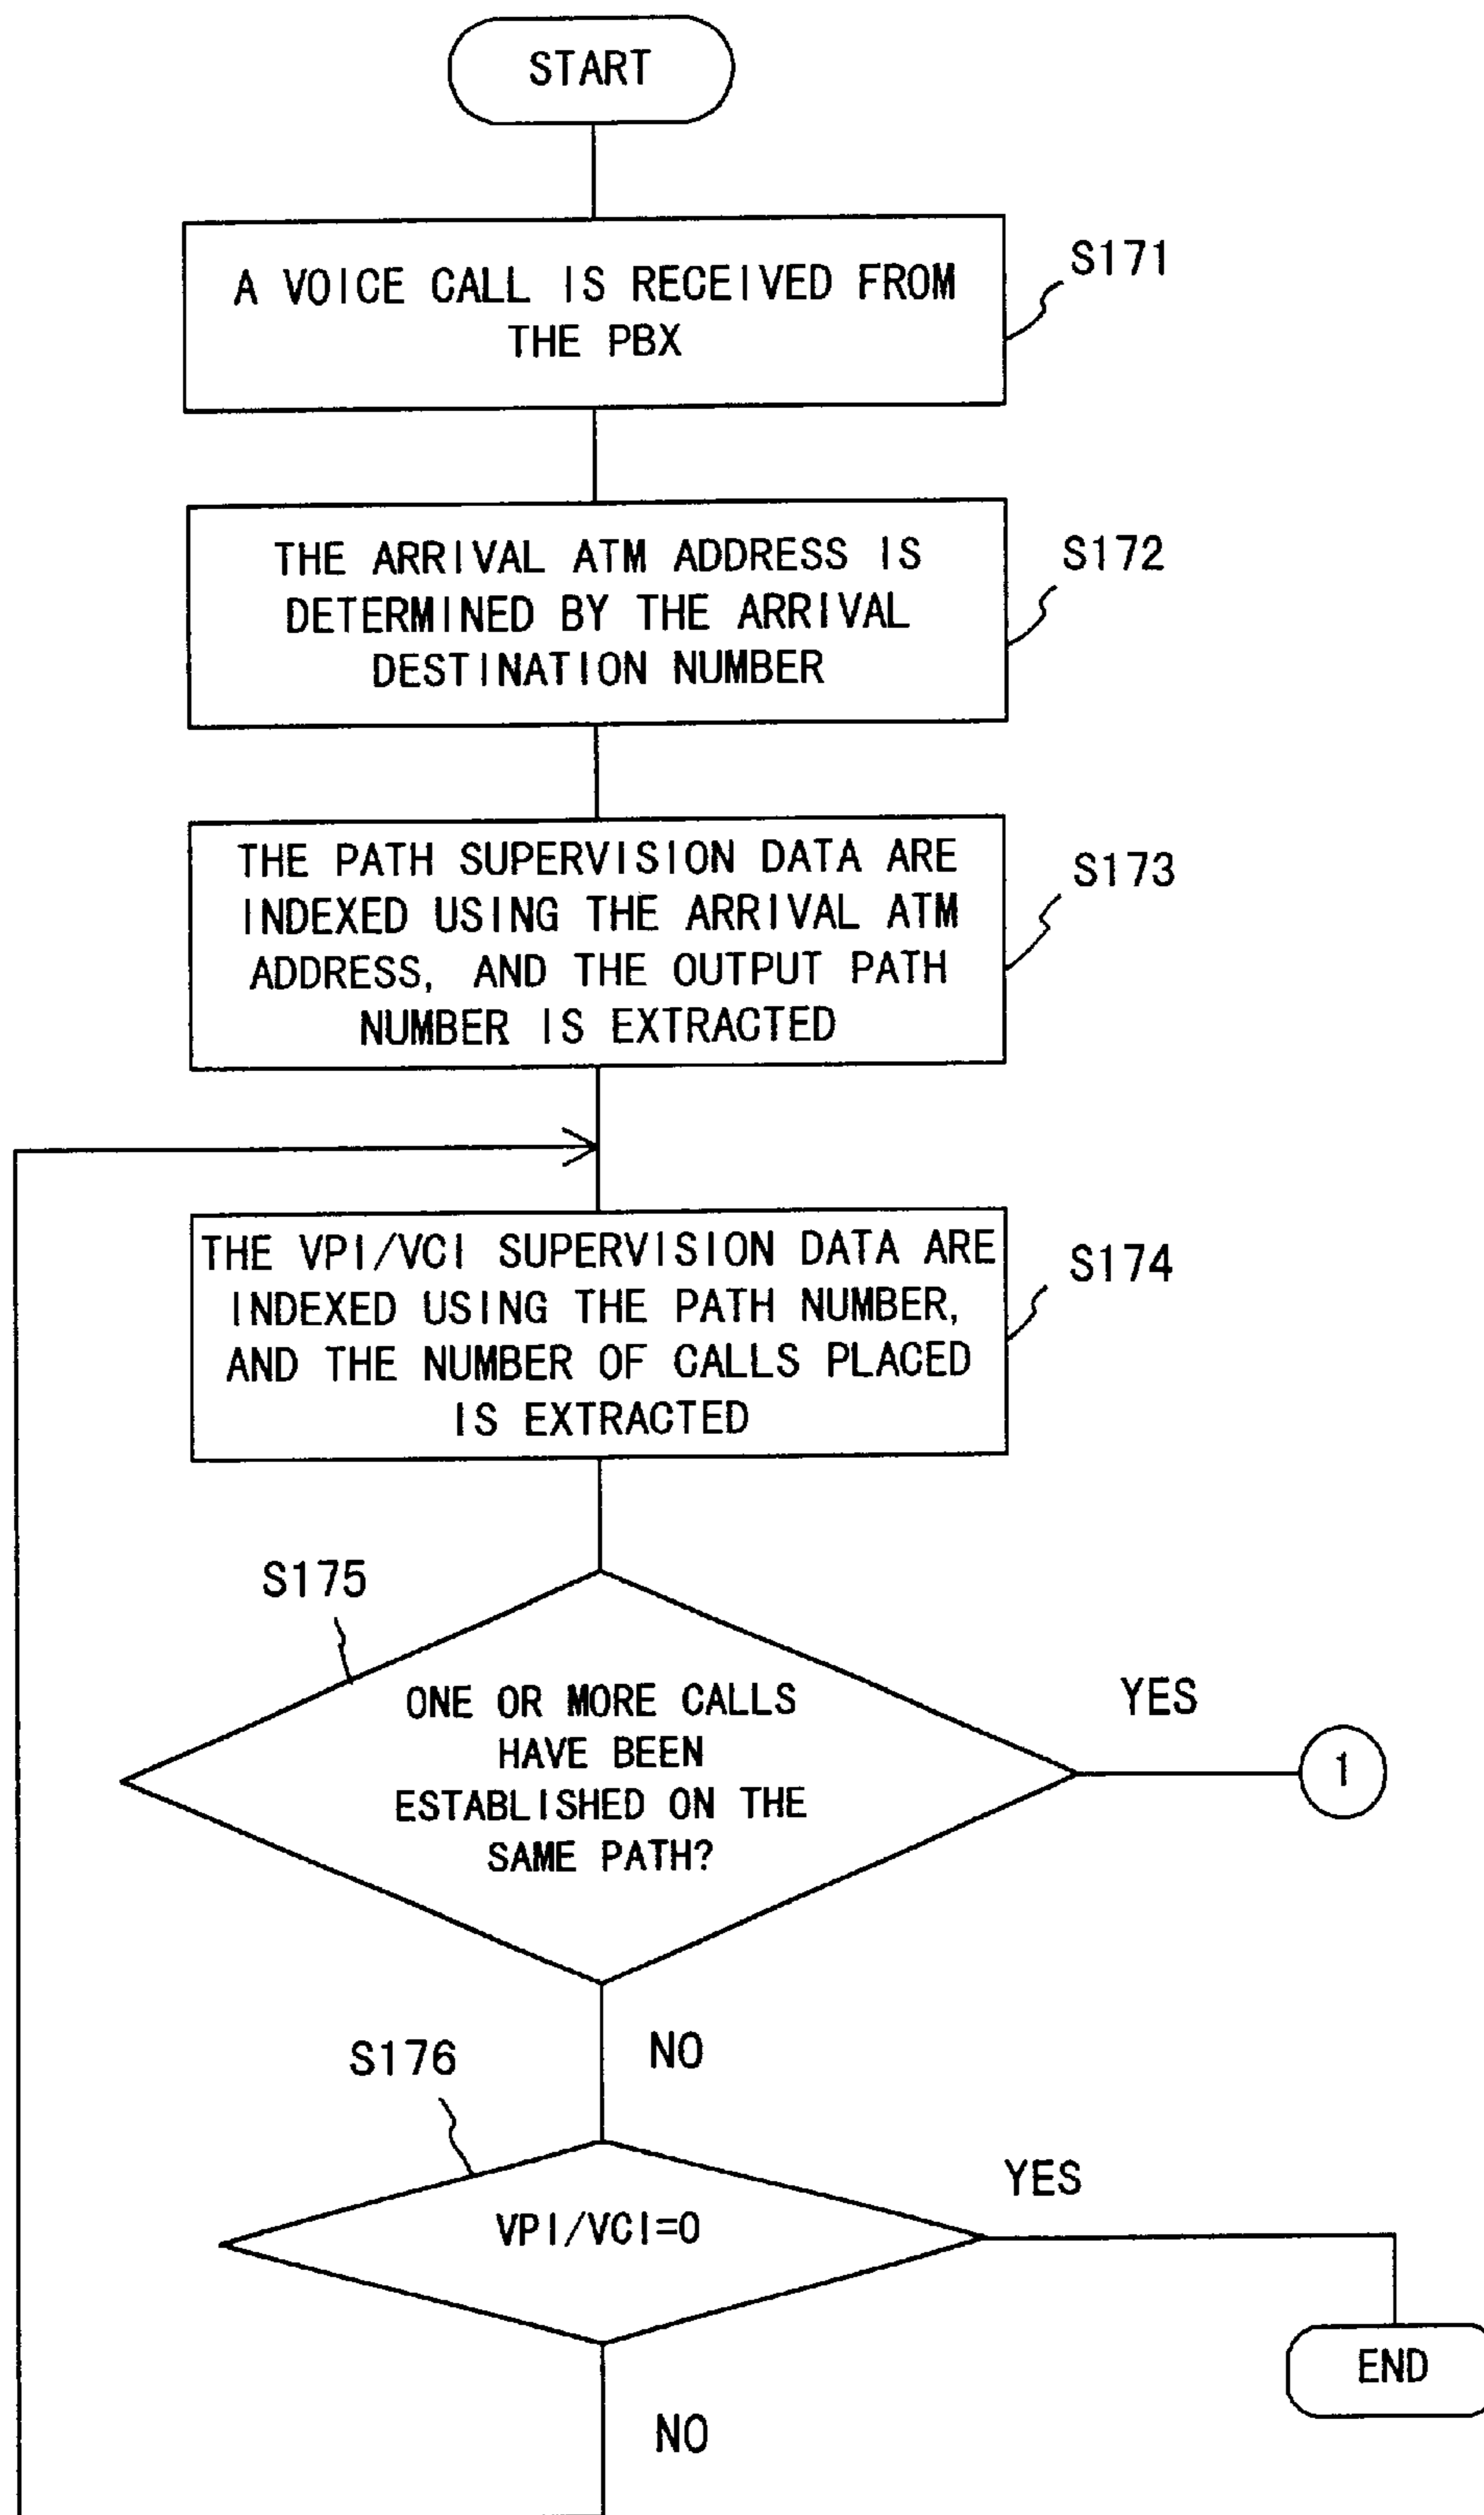 START
A VOICE CALL IS RECEIVED FROM
THE PBX
S171
THE ARRIVAL ATM ADDRESS IS
DETERMINED BY THE ARRIVAL
DESTINATION NUMBER
S172
THE PATH SUPERVISION DATA ARE
INDEXED USING THE ARRIVAL ATM
ADDRESS, AND THE OUTPUT PATH
NUMBER IS EXTRACTED
S173
THE VPI/VCI SUPERVISION DATA ARE
INDEXED USING THE PATH NUMBER,
AND THE NUMBER OF CALLS PLACED
IS EXTRACTED
S174
S175
ONE OR MORE CALLS
HAVE BEEN
ESTABLISHED ON THE
SAME PATH?
YES
1
NO
S176
VPI/VCI=0
YES
END
NO